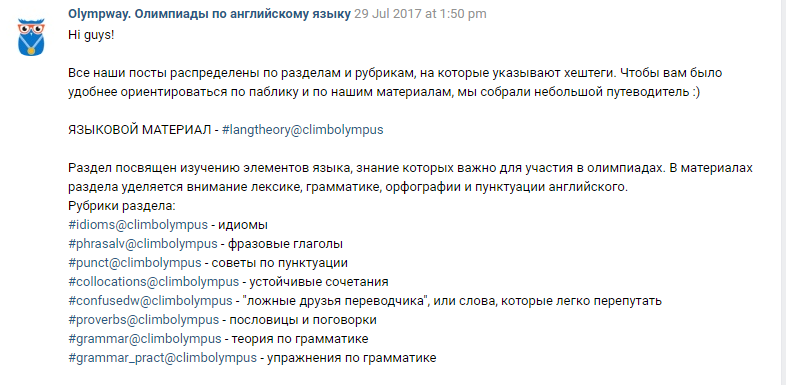 Olympway. Олимпиады по английскому языку 29 Jul 2017 at 1:50 pm
Hi guys!
Все наши посты распределены по разделам и рубрикам, на которые указывают хештеги. Чтобы вам было
удобнее ориентироваться по паблику и по нашим материалам, мы собрали небольшой путеводитель :)
ЯЗЫКОВОЙ МАТЕРИАЛ - #langtheory@climbolympus
Раздел посвящен изучению элементов языка, знание которых важно для участия в олимпиадах. В материалах
раздела уделяется внимание лексике, грамматике, орфографии и пунктуации английского.
Рубрики раздела:
#idioms@climbolympus - идиомы
#phrasalv@climbolympus - фразовые глаголы
#punct@climbolympus - советы по пунктуации
#collocations@climbolympus - устойчивые сочетания
#confusedw@climbolympus - "ложные друзья переводчика", или слова, которые легко перепутать
#proverbs@climbolympus - пословицы и поговорки
#grammar@climbolympus - теория по грамматике
#grammar_pract@climbolympus - упражнения по грамматике